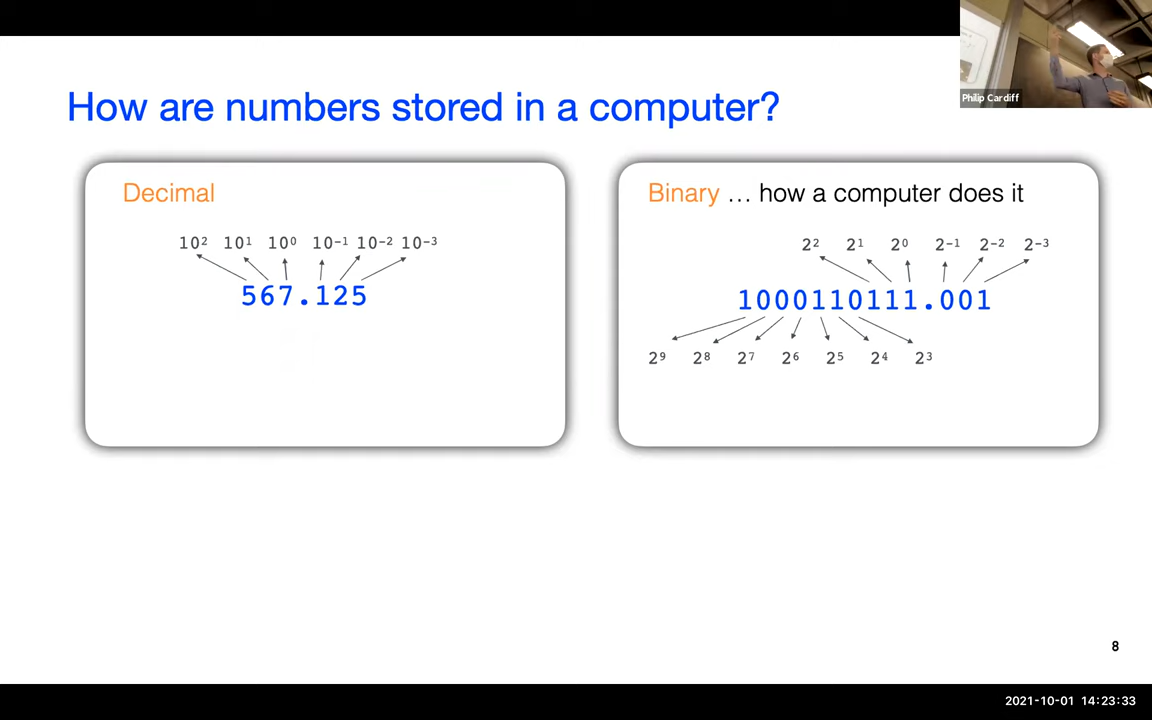 Philip Cardiff
How are numbers stored in a computer?
Decimal
10² 10¹ 10⁰ 10⁻¹ 10⁻² 10⁻³
567.125
Binary … how a computer does it
2² 2¹ 2⁰ 2⁻¹ 2⁻² 2⁻³
1000110111.001
2⁹ 2⁸ 2⁷ 2⁶ 2⁵ 2⁴ 2³
8
2021-10-01 14:23:33